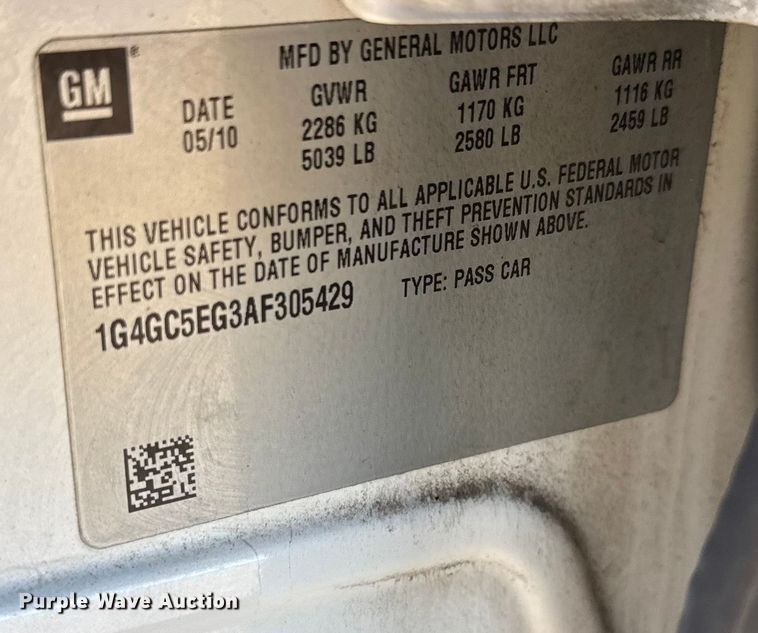 GM ®
MFD BY GENERAL MOTORS LLC
DATE GVWR GAWR FRT GAWR RR
05/10 2286 KG 1170 KG 1116 KG
5039 LB 2580 LB 2459 LB
THIS VEHICLE CONFORMS TO ALL APPLICABLE U.S. FEDERAL MOTOR
VEHICLE SAFETY, BUMPER, AND THEFT PREVENTION STANDARDS IN
EFFECT ON THE DATE OF MANUFACTURE SHOWN ABOVE.
1G4GC5EG3AF305429 TYPE: PASS CAR
Purple Wave Auction